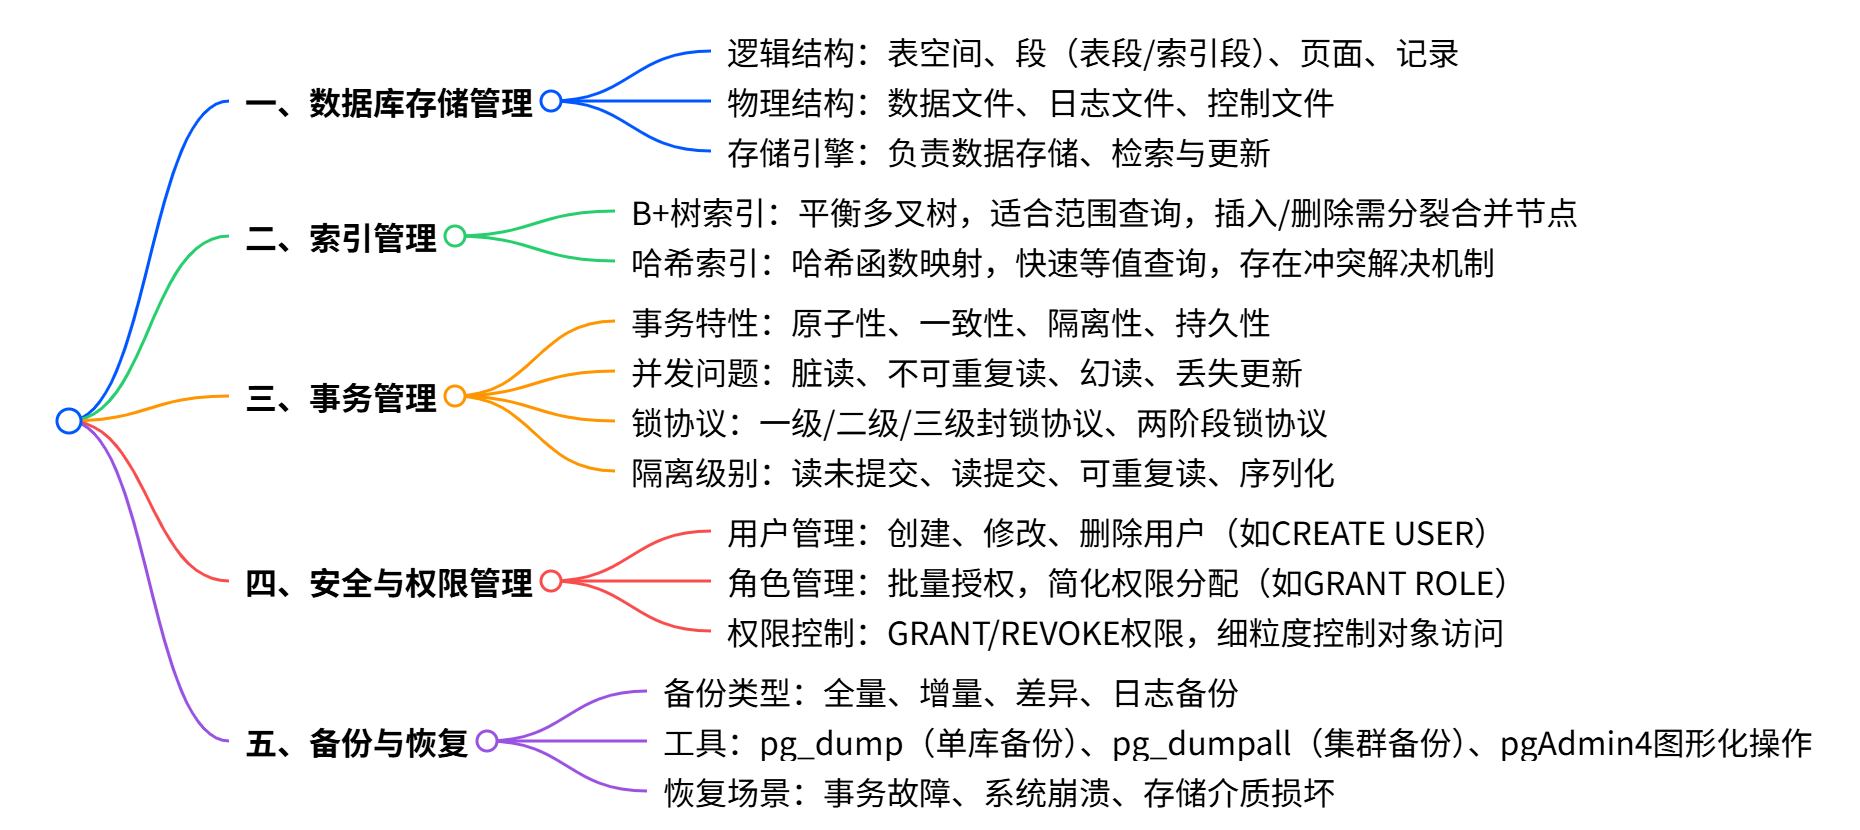 一、数据库存储管理
逻辑结构：表空间、段（表段/索引段）、页面、记录
物理结构：数据文件、日志文件、控制文件
存储引擎：负责数据存储、检索与更新
二、索引管理
B+树索引：平衡多叉树，适合范围查询，插入/删除需分裂合并节点
哈希索引：哈希函数映射，快速等值查询，存在冲突解决机制
三、事务管理
事务特性：原子性、一致性、隔离性、持久性
并发问题：脏读、不可重复读、幻读、丢失更新
锁协议：一级/二级/三级封锁协议、两阶段锁协议
隔离级别：读未提交、读提交、可重复读、序列化
四、安全与权限管理
用户管理：创建、修改、删除用户（如CREATE USER）
角色管理：批量授权，简化权限分配（如GRANT ROLE）
权限控制：GRANT/REVOKE权限，细粒度控制对象访问
五、备份与恢复
备份类型：全量、增量、差异、日志备份
工具：pg_dump（单库备份）、pg_dumpall（集群备份）、pgAdmin4图形化操作
恢复场景：事务故障、系统崩溃、存储介质损坏